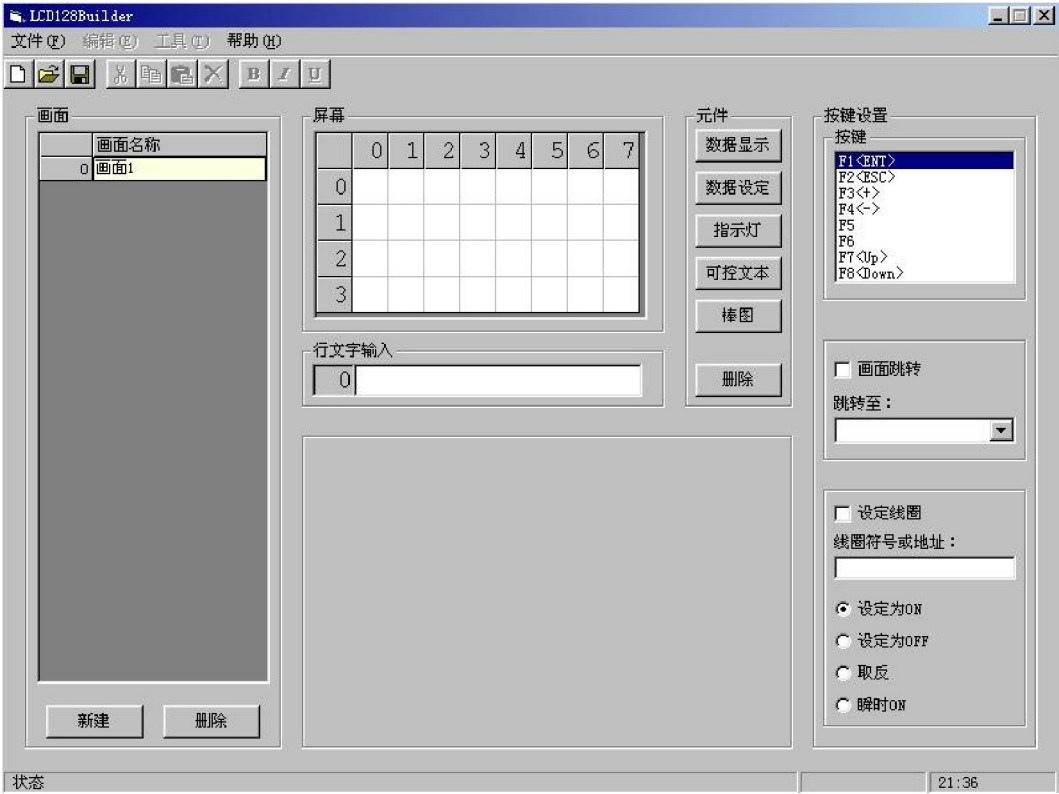 LCD128Builder
文件(F) 编辑(E) 工具(T) 帮助(H)
B I U
画面
画面名称
0 画面1
新建 删除
屏幕
0 1 2 3 4 5 6 7
0
1
2
3
行文字输入
0
元件
数据显示
数据设定
指示灯
可控文本
棒图
删除
按键设置
按键
F1<ENT>
F2<ESC>
F3<+>
F4<->
F5
F6
F7<Up>
F8<Down>
画面跳转
跳转至：
设定线圈
线圈符号或地址：
设定为ON
设定为OFF
取反
瞬时ON
状态 21:36